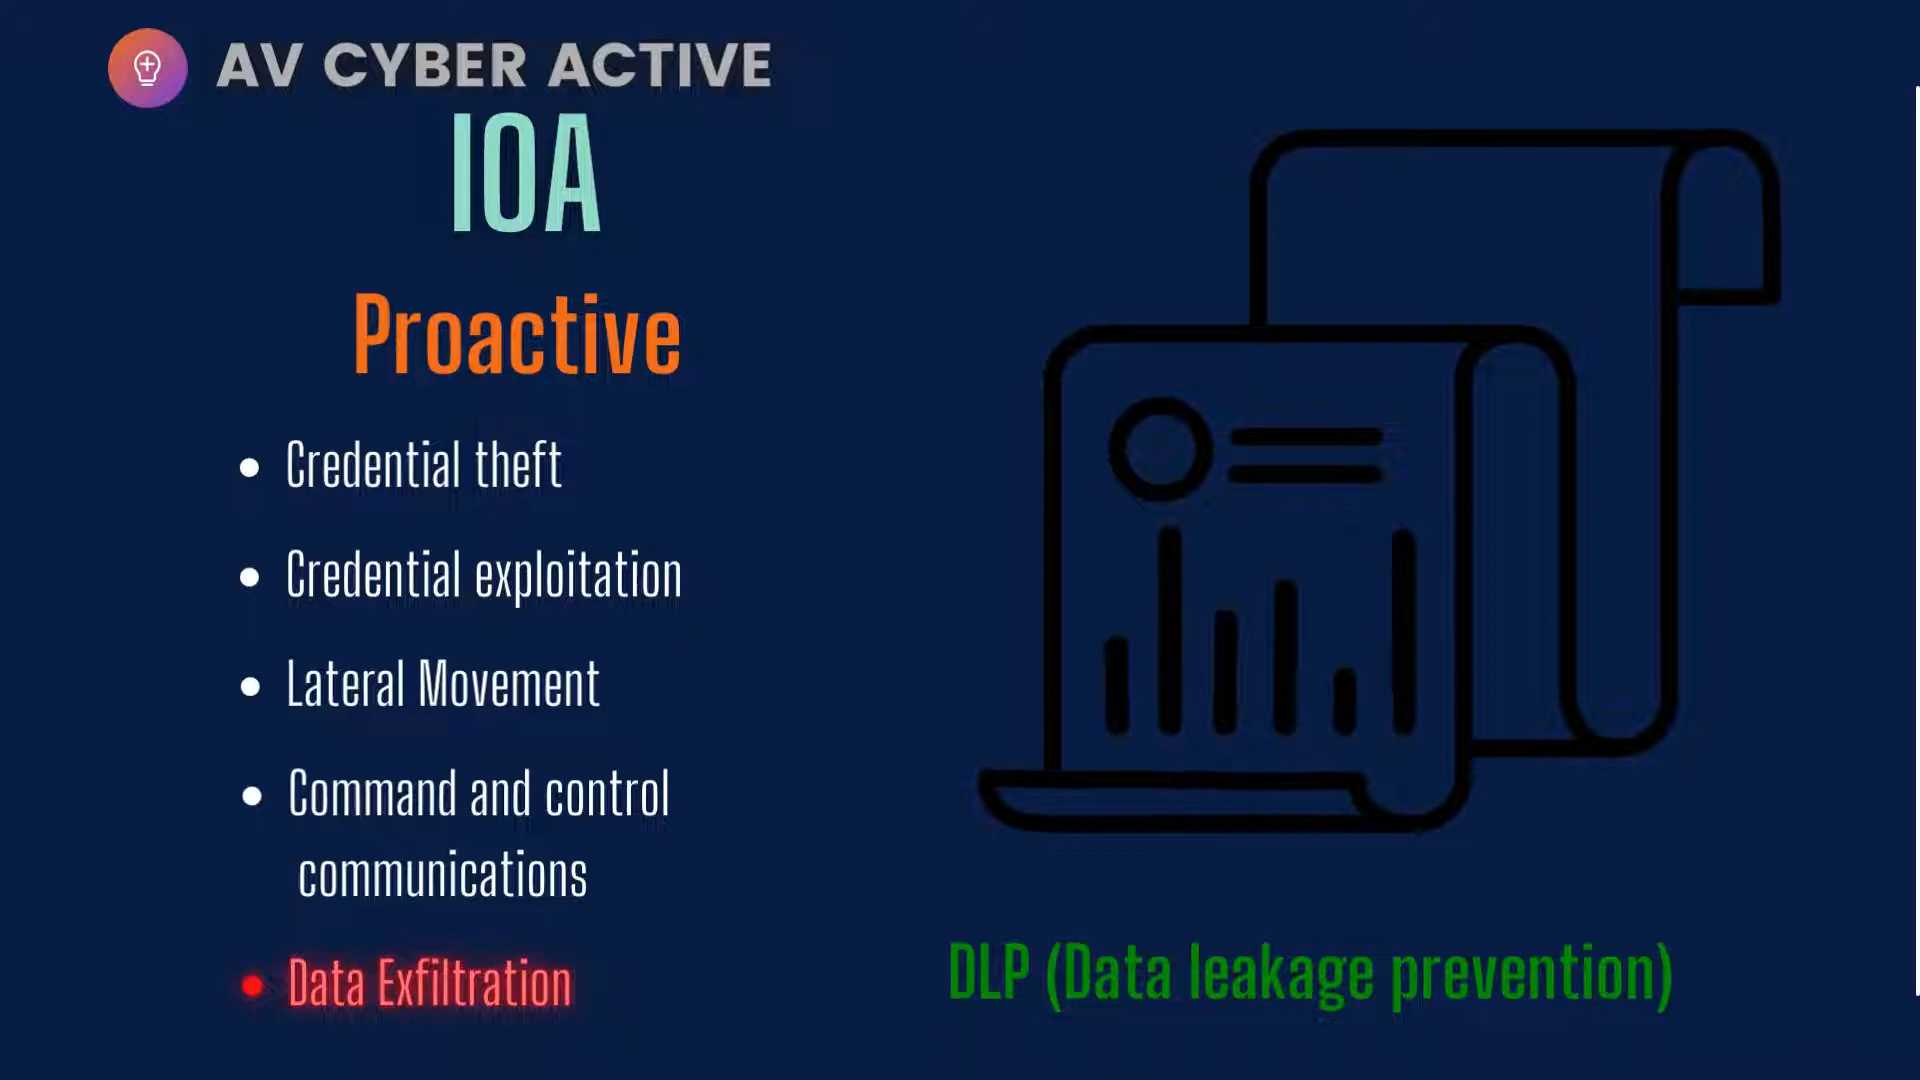 AV CYBER ACTIVE
IOA
Proactive
• Credential theft
• Credential exploitation
• Lateral Movement
• Command and control
communications
• Data Exfiltration
DLP (Data leakage prevention)